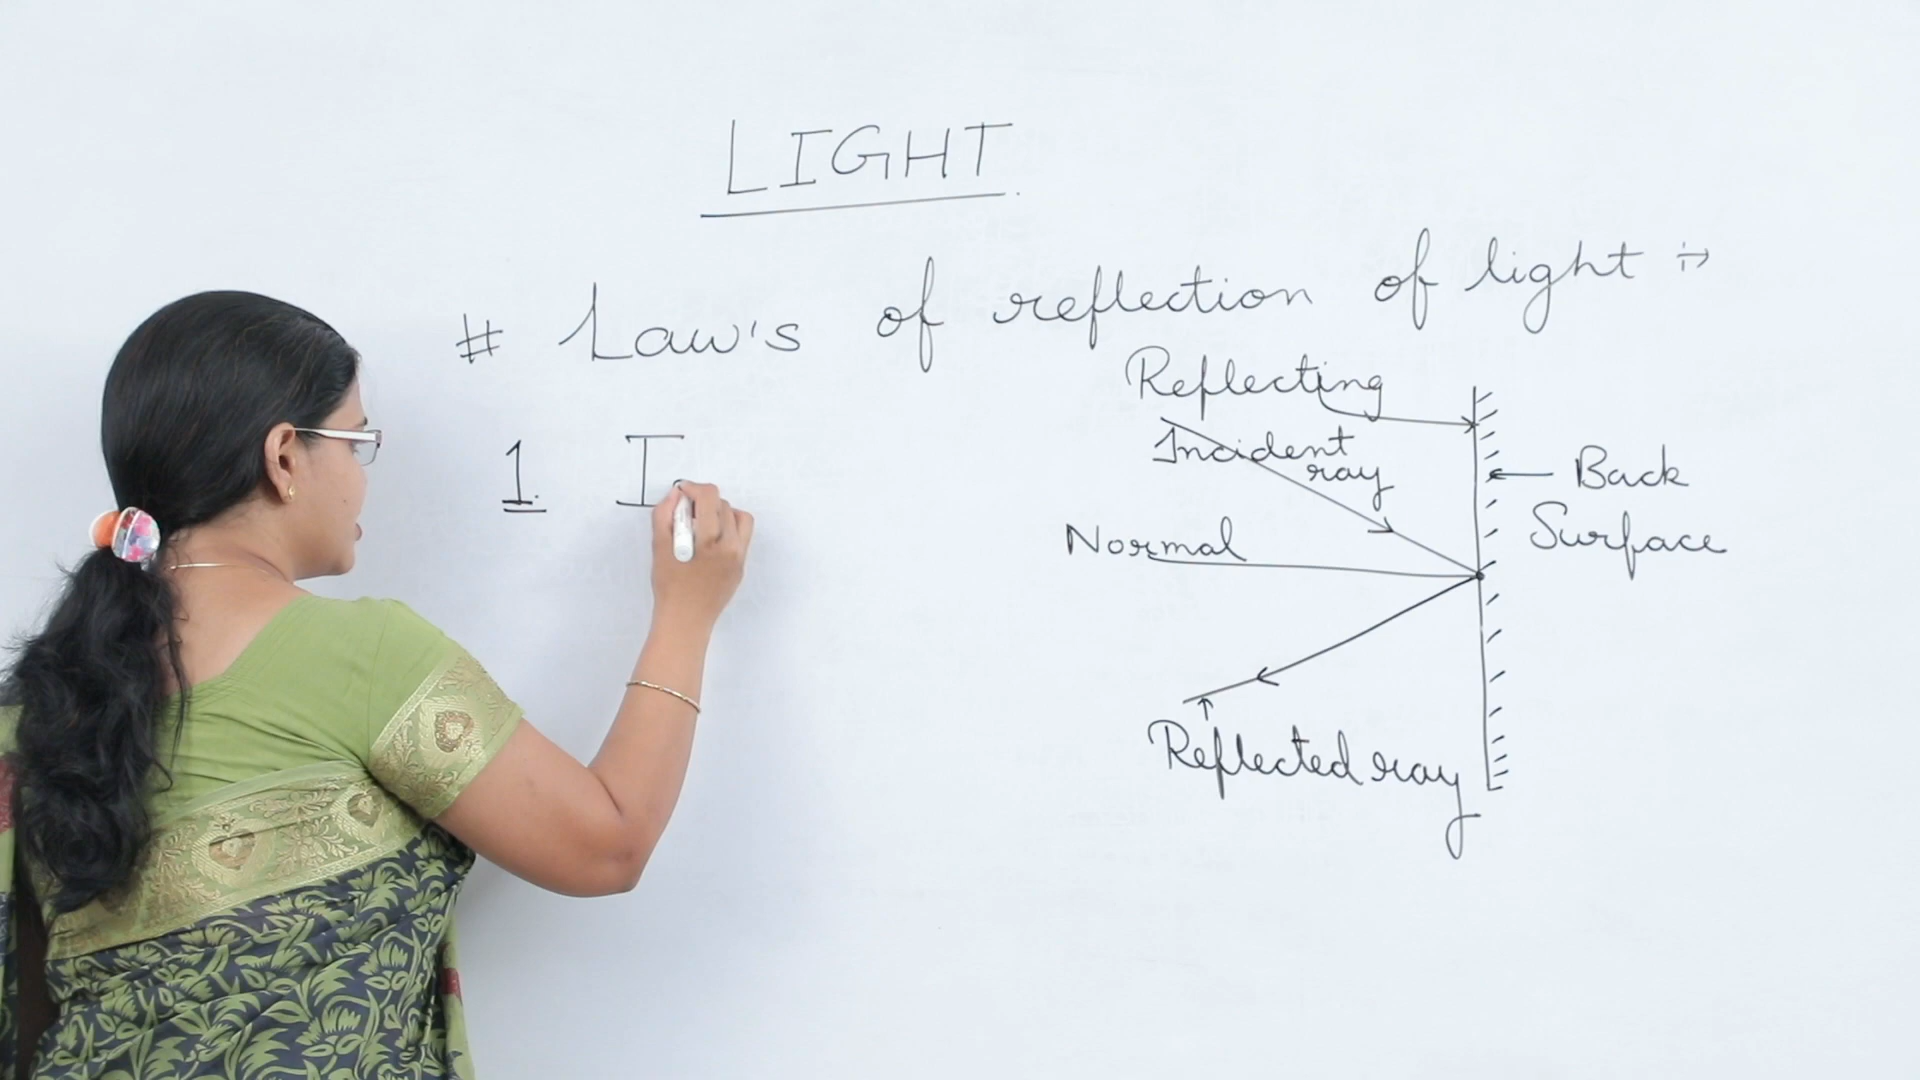 LIGHT
# Law's of reflection of light :->
Reflecting
1. I
Incident
ray
Back
Surface
Normal
Reflected ray